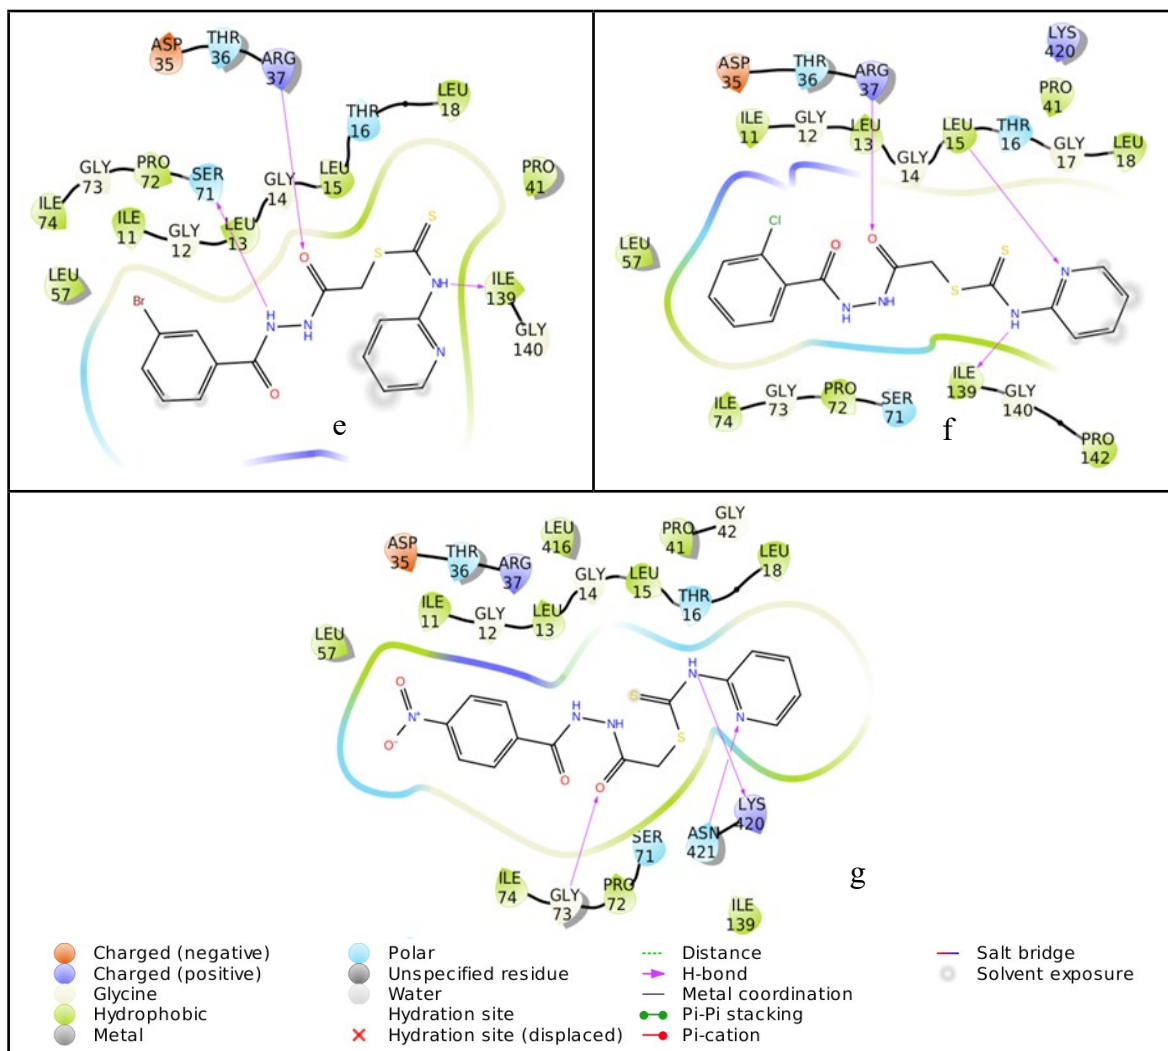 ASP
35
THR
36
ARG
37
LEU
18
THR
16
PRO
41
GLY
73
PRO
72
SER
71
GLY
14
LEU
15
ILE
74
ILE
11
GLY
12
LEU
13
LEU
57
S
S
O
NH
ILE
139
GLY
140
Br
H
N
N
H
N
O
e
LYS
420
ASP
35
THR
36
ARG
37
PRO
41
ILE
11
GLY
12
LEU
13
LEU
15
THR
16
GLY
17
LEU
18
GLY
14
LEU
57
Cl
O
O
S
N
S
N
H
NH
N
H
ILE
139
GLY
140
PRO
142
ILE
74
GLY
73
PRO
72
SER
71
f
LEU
416
PRO
41
GLY
42
ASP
35
THR
36
ARG
37
LEU
18
GLY
14
LEU
15
THR
16
ILE
11
GLY
12
LEU
13
LEU
57
O
N+
O-
H
N
NH
S
H
N
N
S
O
O
LYS
420
ASN
421
SER
71
ILE
74
GLY
73
PRO
72
ILE
139
g
Charged (negative)
Charged (positive)
Glycine
Hydrophobic
Metal
Polar
Unspecified residue
Water
Hydration site
Hydration site (displaced)
Distance
H-bond
Metal coordination
Pi-Pi stacking
Pi-cation
Salt bridge
Solvent exposure